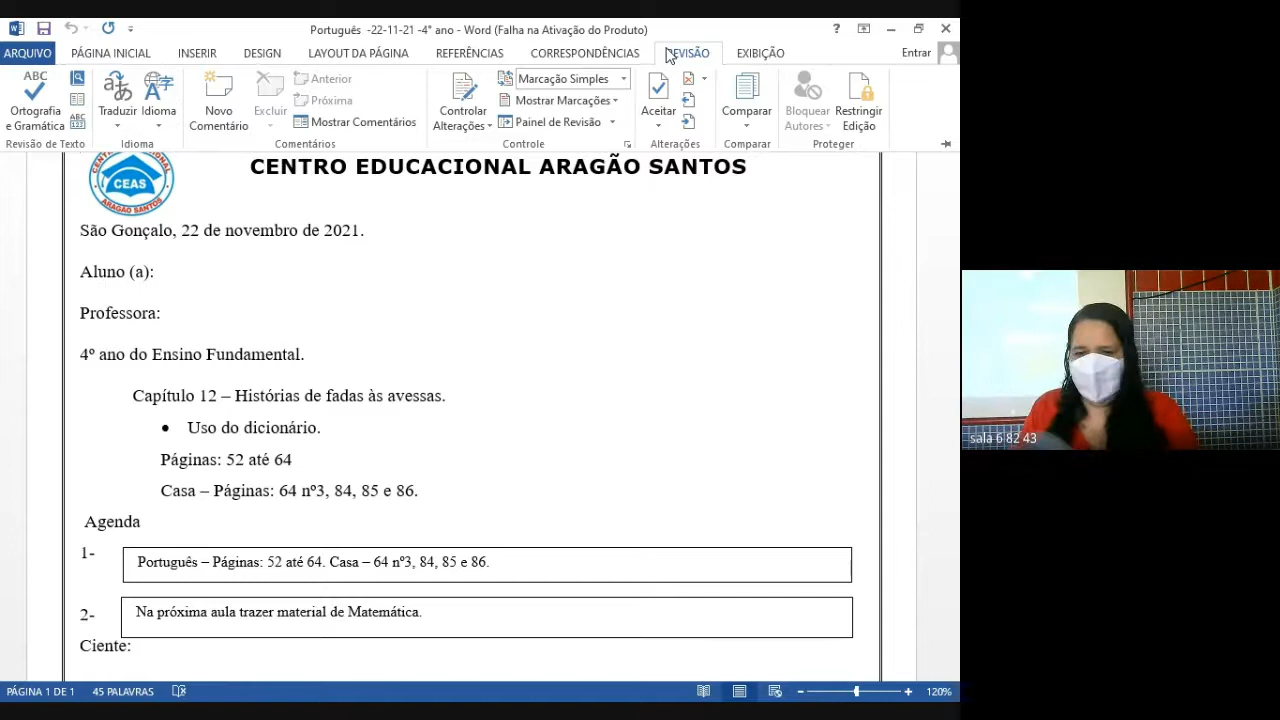 Português -22-11-21 -4° ano - Word (Falha na Ativação do Produto)
ARQUIVO PÁGINA INICIAL INSERIR DESIGN LAYOUT DA PÁGINA REFERÊNCIAS CORRESPONDÊNCIAS REVISÃO EXIBIÇÃO Entrar
ABC
Ortografia e Gramática
ABC
123
Revisão de Texto
Traduzir
Idioma
Idioma
Novo Comentário
Excluir
Anterior
Próxima
Mostrar Comentários
Comentários
Controlar Alterações
Marcação Simples
Mostrar Marcações
Painel de Revisão
Controle
Aceitar
Alterações
Comparar
Comparar
Bloquear Autores
Restringir Edição
Proteger
CEAS
ARAGÃO SANTOS
CENTRO EDUCACIONAL ARAGÃO SANTOS
São Gonçalo, 22 de novembro de 2021.
Aluno (a):
Professora:
4º ano do Ensino Fundamental.
Capítulo 12 – Histórias de fadas às avessas.
• Uso do dicionário.
Páginas: 52 até 64
Casa – Páginas: 64 nº3, 84, 85 e 86.
Agenda
1- Português – Páginas: 52 até 64. Casa – 64 nº3, 84, 85 e 86.
2- Na próxima aula trazer material de Matemática.
Ciente:
PÁGINA 1 DE 1 45 PALAVRAS 120%
sala 6 82 43